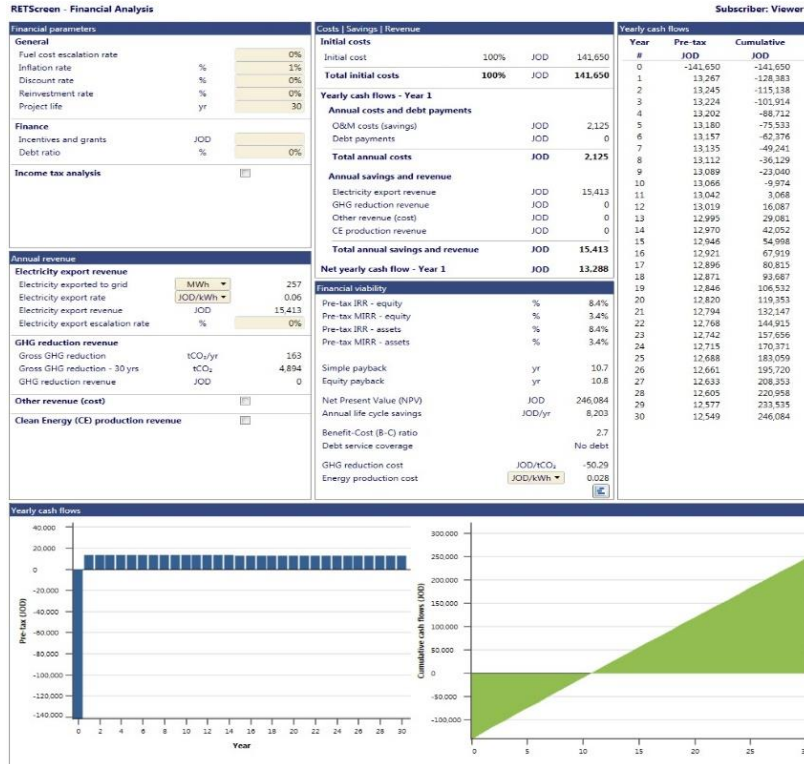 RETScreen - Financial Analysis
Subscriber: Viewer
Financial parameters
General
Fuel cost escalation rate 0%
Inflation rate % 1%
Discount rate % 0%
Reinvestment rate % 0%
Project life yr 30
Finance
Incentives and grants JOD
Debt ratio % 0%
Income tax analysis
Annual revenue
Electricity export revenue
Electricity exported to grid MWh 257
Electricity export rate JOD/kWh 0.06
Electricity export revenue JOD 15,413
Electricity export escalation rate % 0%
GHG reduction revenue
Gross GHG reduction tCO₂/yr 163
Gross GHG reduction - 30 yrs tCO₂ 4,894
GHG reduction revenue JOD 0
Other revenue (cost)
Clean Energy (CE) production revenue
Costs | Savings | Revenue
Initial costs
Initial cost 100% JOD 141,650
Total initial costs 100% JOD 141,650
Yearly cash flows - Year 1
Annual costs and debt payments
O&M costs (savings) JOD 2,125
Debt payments JOD 0
Total annual costs JOD 2,125
Annual savings and revenue
Electricity export revenue JOD 15,413
GHG reduction revenue JOD 0
Other revenue (cost) JOD 0
CE production revenue JOD 0
Total annual savings and revenue JOD 15,413
Net yearly cash flow - Year 1 JOD 13,288
Financial viability
Pre-tax IRR - equity % 8.4%
Pre-tax MIRR - equity % 3.4%
Pre-tax IRR - assets % 8.4%
Pre-tax MIRR - assets % 3.4%
Simple payback yr 10.7
Equity payback yr 10.8
Net Present Value (NPV) JOD 246,084
Annual life cycle savings JOD/yr 8,203
Benefit-Cost (B-C) ratio 2.7
Debt service coverage No debt
GHG reduction cost JOD/tCO₂ -50.29
Energy production cost JOD/kWh 0.028
Yearly cash flows
Year Pre-tax Cumulative
# JOD JOD
0 -141,650 -141,650
1 13,267 -128,383
2 13,245 -115,138
3 13,224 -101,914
4 13,202 -88,712
5 13,180 -75,533
6 13,157 -62,376
7 13,135 -49,241
8 13,112 -36,129
9 13,089 -23,040
10 13,066 -9,974
11 13,042 3,068
12 13,019 16,087
13 12,995 29,081
14 12,970 42,052
15 12,946 54,998
16 12,921 67,919
17 12,896 80,815
18 12,871 93,687
19 12,846 106,532
20 12,820 119,353
21 12,794 132,147
22 12,768 144,915
23 12,742 157,656
24 12,715 170,371
25 12,688 183,059
26 12,661 195,720
27 12,633 208,353
28 12,605 220,958
29 12,577 233,535
30 12,549 246,084
Yearly cash flows
Pre-tax (JOD)
40,000
20,000
0
-20,000
-40,000
-60,000
-80,000
-100,000
-120,000
-140,000
0 2 4 6 8 10 12 14 16 18 20 22 24 26 28 30
Year
Cumulative cash flows (JOD)
300,000
250,000
200,000
150,000
100,000
50,000
0
-50,000
-100,000
0 5 10 15 20 25